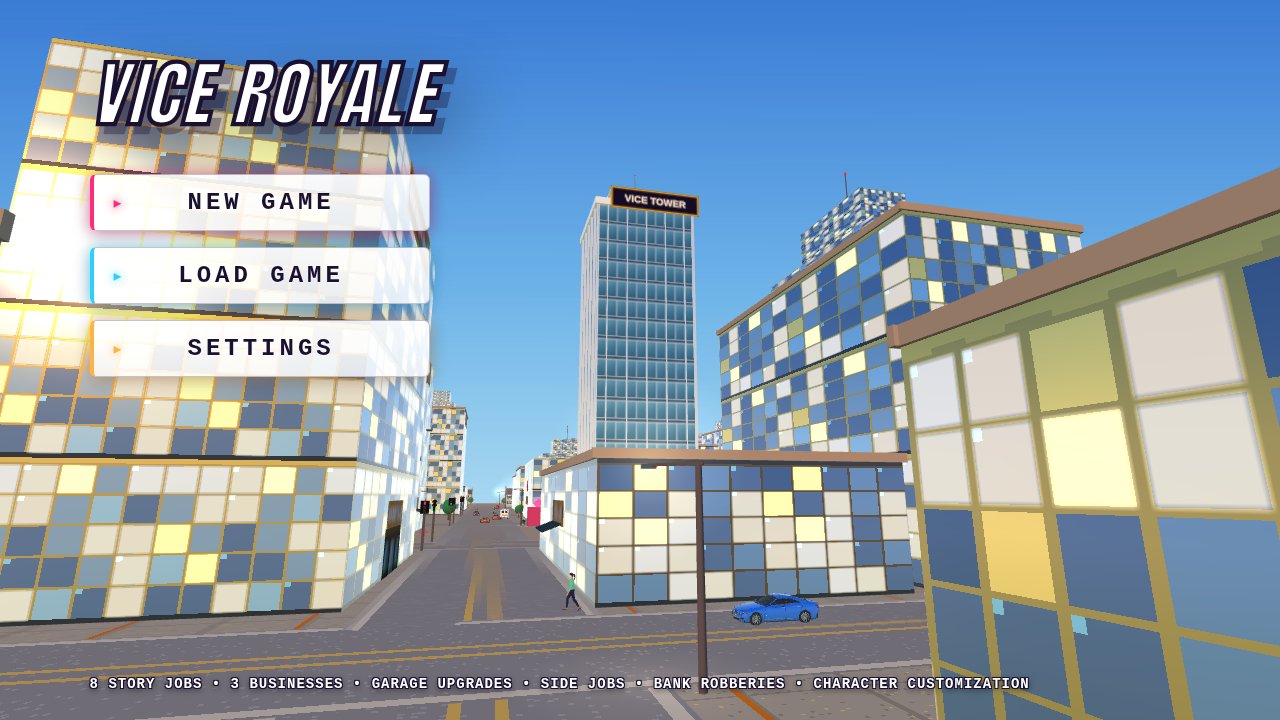 VICE ROYALE
▶ NEW GAME
▶ LOAD GAME
▶ SETTINGS
VICE TOWER
8 STORY JOBS • 3 BUSINESSES • GARAGE UPGRADES • SIDE JOBS • BANK ROBBERIES • CHARACTER CUSTOMIZATION